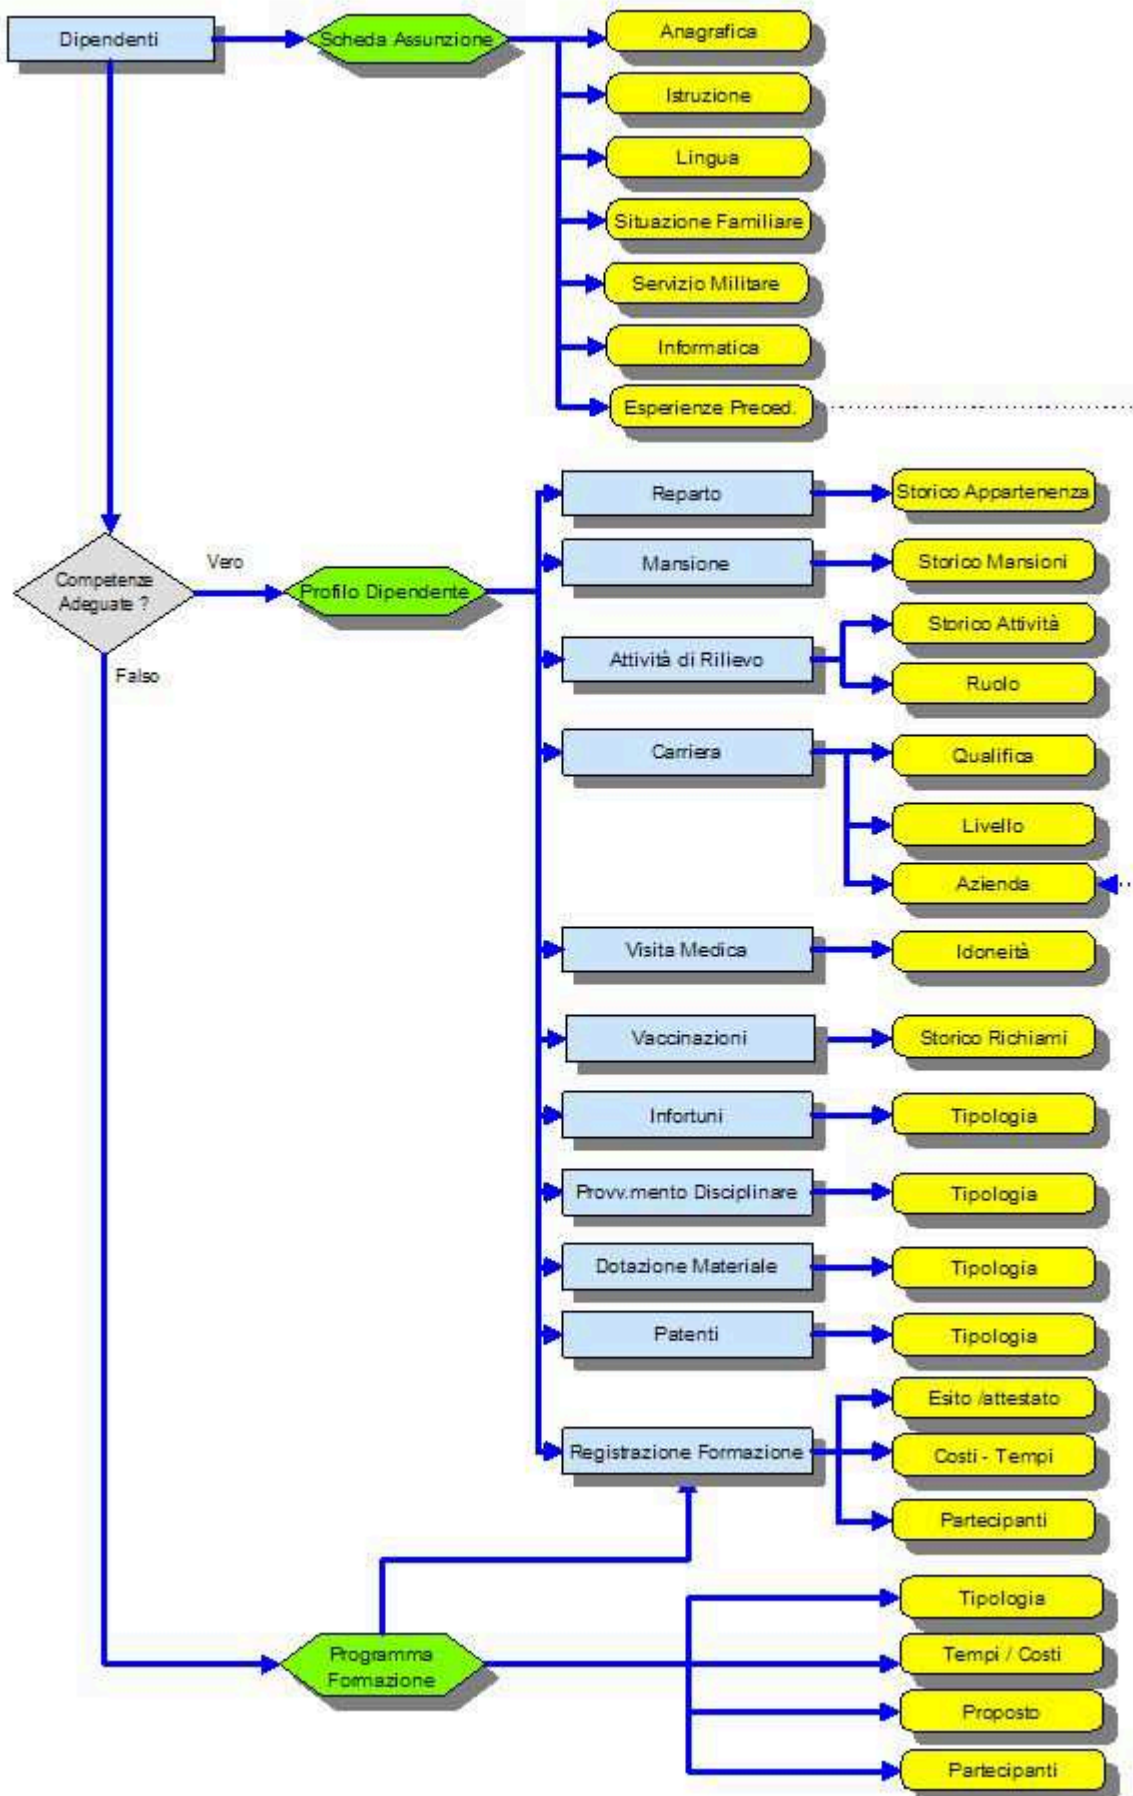 Dipendenti
Scheda Assunzione
Anagrafica
Istruzione
Lingua
Situazione Familiare
Servizio Militare
Informatica
Esperienze Preced.
Competenze
Adeguate ?
Vero
Falso
Profilo Dipendente
Reparto
Storico Appartenenza
Mansione
Storico Mansioni
Attività di Rilievo
Storico Attività
Ruolo
Carriera
Qualifica
Livello
Azienda
Visita Medica
Idoneità
Vaccinazioni
Storico Richiami
Infortuni
Tipologia
Provv.mento Disciplinare
Tipologia
Dotazione Materiale
Tipologia
Patenti
Tipologia
Registrazione Formazione
Esito /attestato
Costi - Tempi
Partecipanti
Programma
Formazione
Tipologia
Tempi / Costi
Proposto
Partecipanti